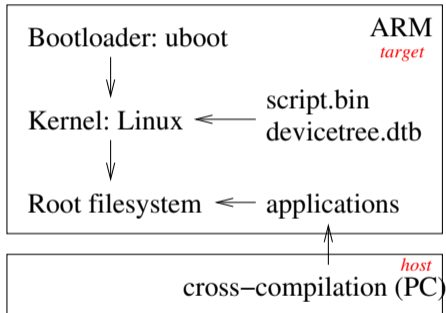 Bootloader: uboot
ARM
target
script.bin
Kernel: Linux
devicetree.dtb
Root filesystem
applications
host
cross−compilation (PC)